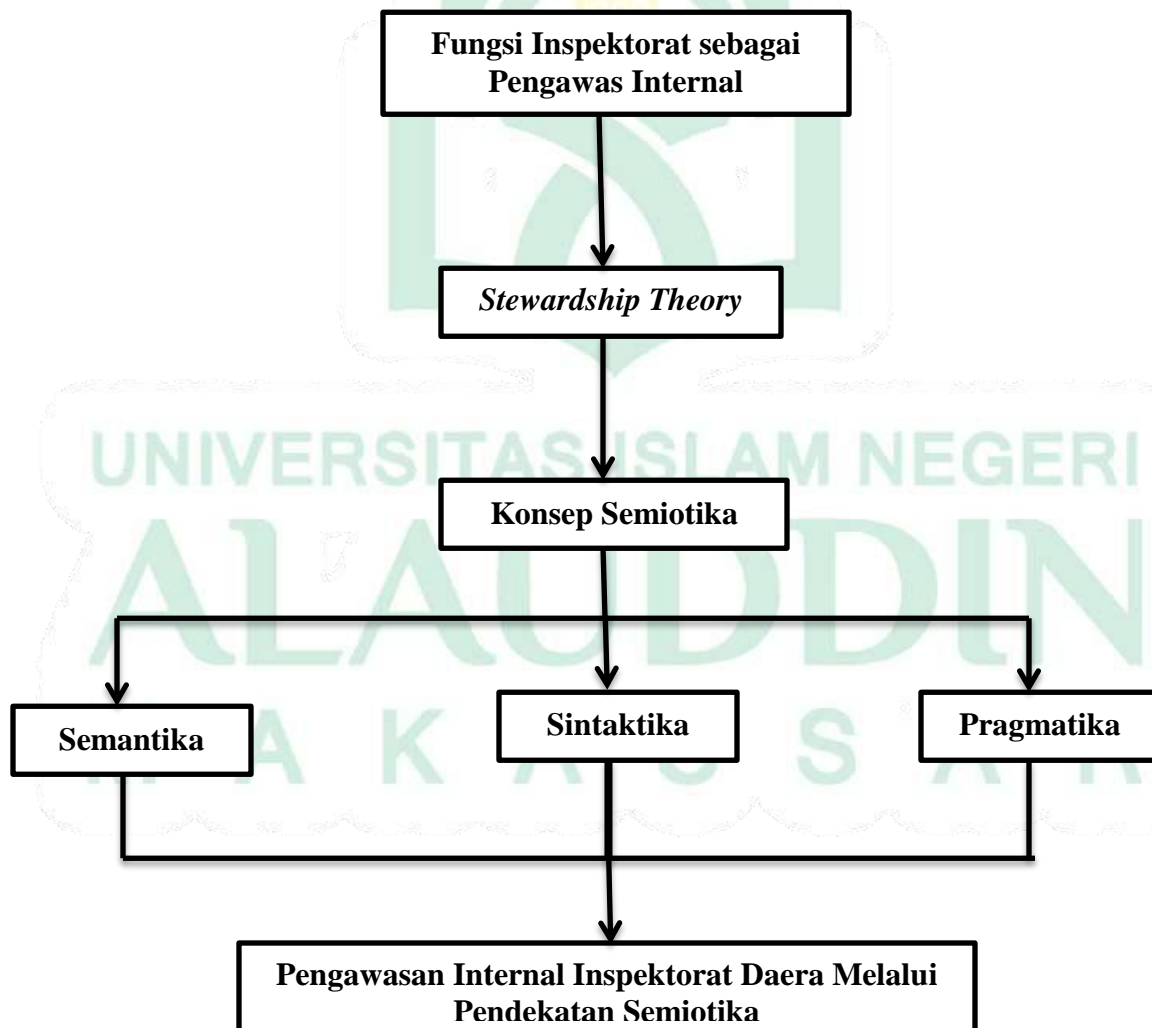 Fungsi Inspektorat sebagai
Pengawas Internal
Stewardship Theory
UNIVERSITAS ISLAM NEGERI
Konsep Semiotika
ALAUDDIN
Semantika
Sintaktika
Pragmatika
MAKASSAR
Pengawasan Internal Inspektorat Daera Melalui
Pendekatan Semiotika